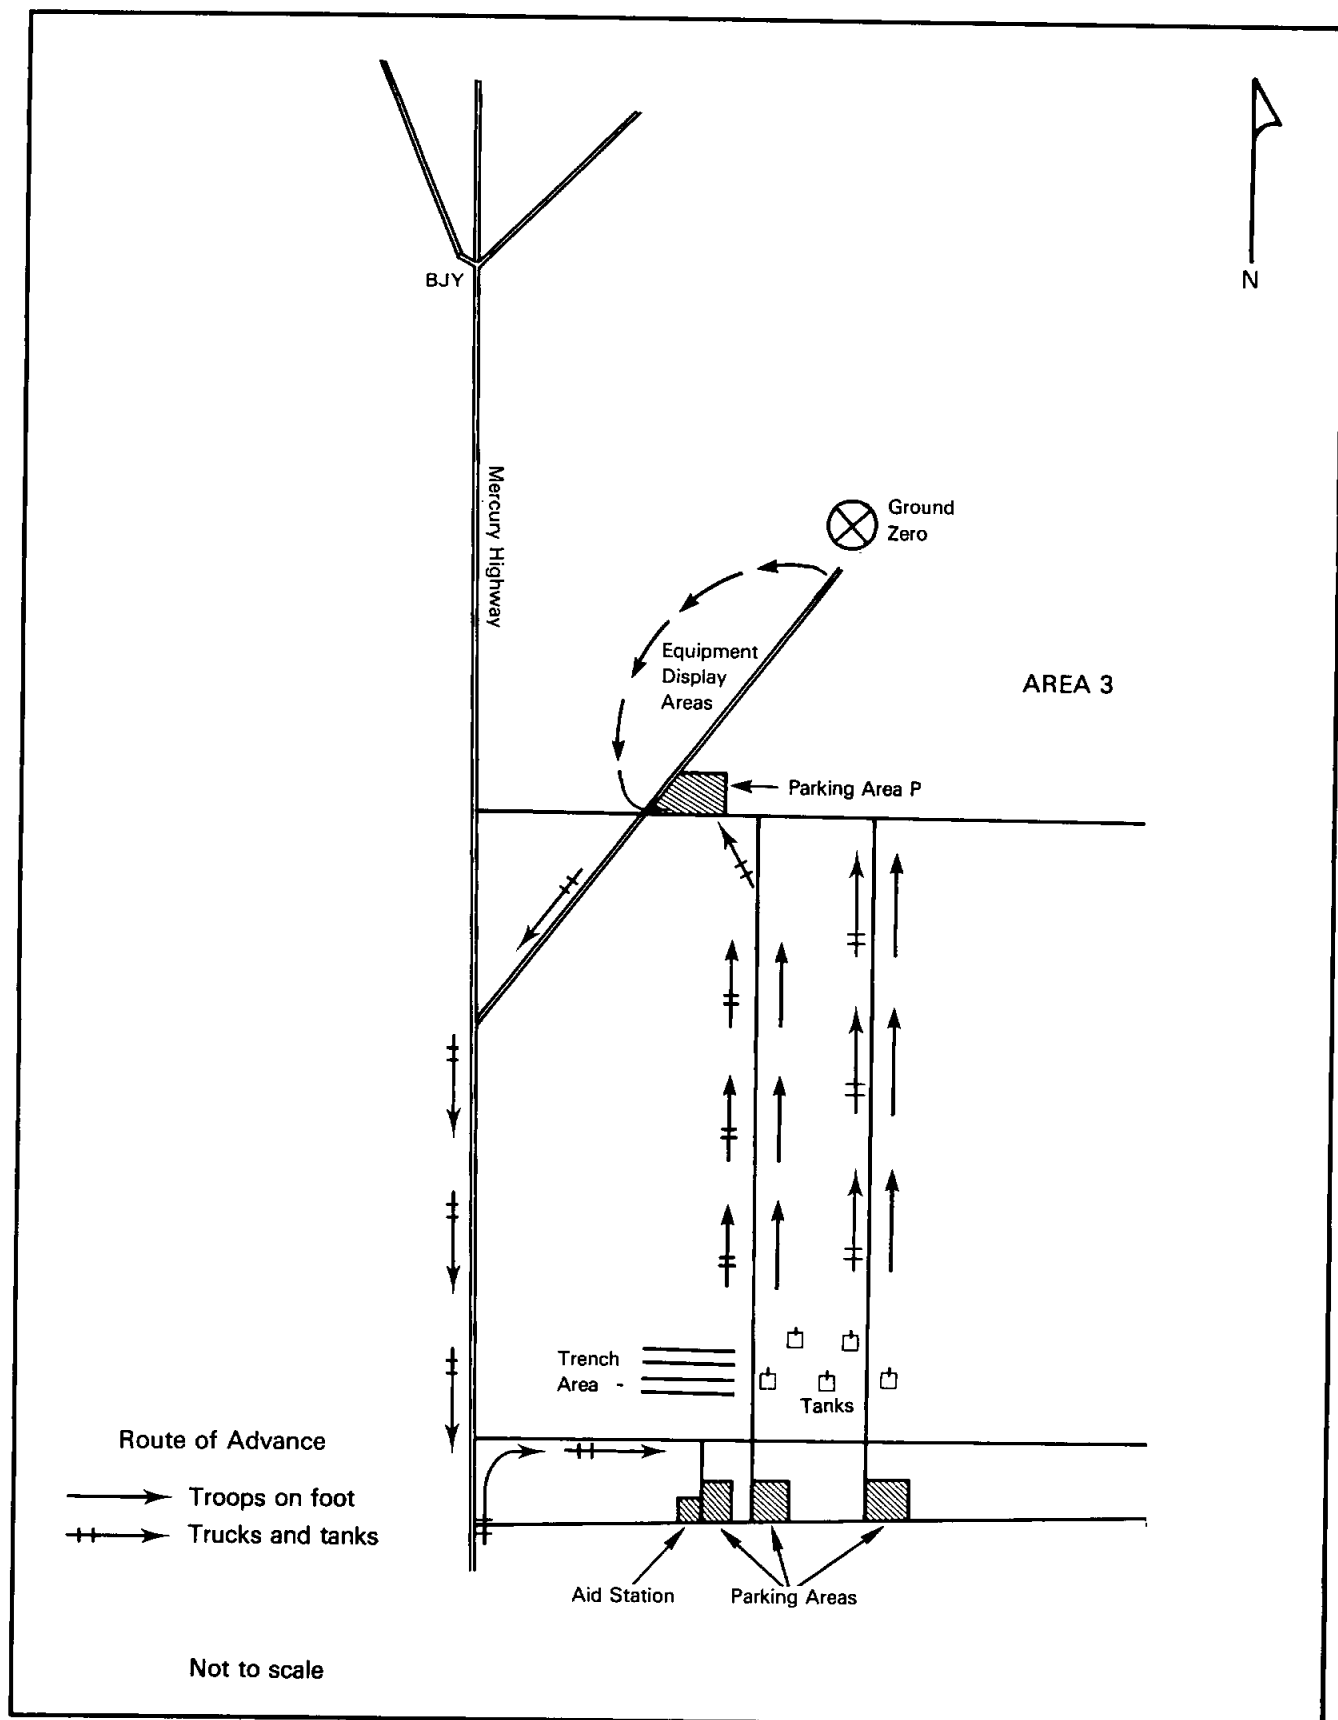 BJY
N
Mercury Highway
Ground
Zero
Equipment
Display
Areas
AREA 3
Parking Area P
Trench
Area -
Tanks
Route of Advance
Troops on foot
Trucks and tanks
Aid Station
Parking Areas
Not to scale